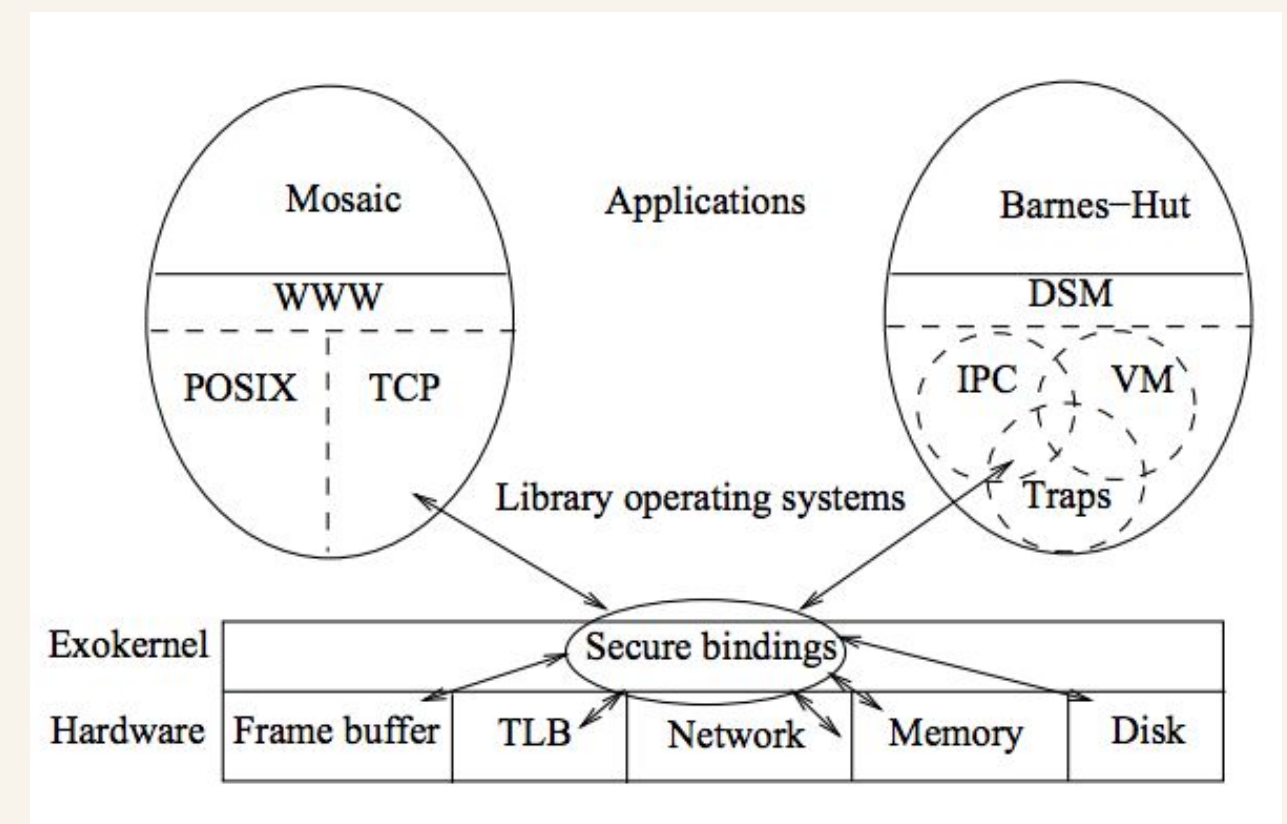 Mosaic
Applications
Barnes−Hut
WWW
DSM
POSIX
TCP
IPC
VM
Library operating systems
Traps
Exokernel
Secure bindings
Hardware
Frame buffer
TLB
Network
Memory
Disk